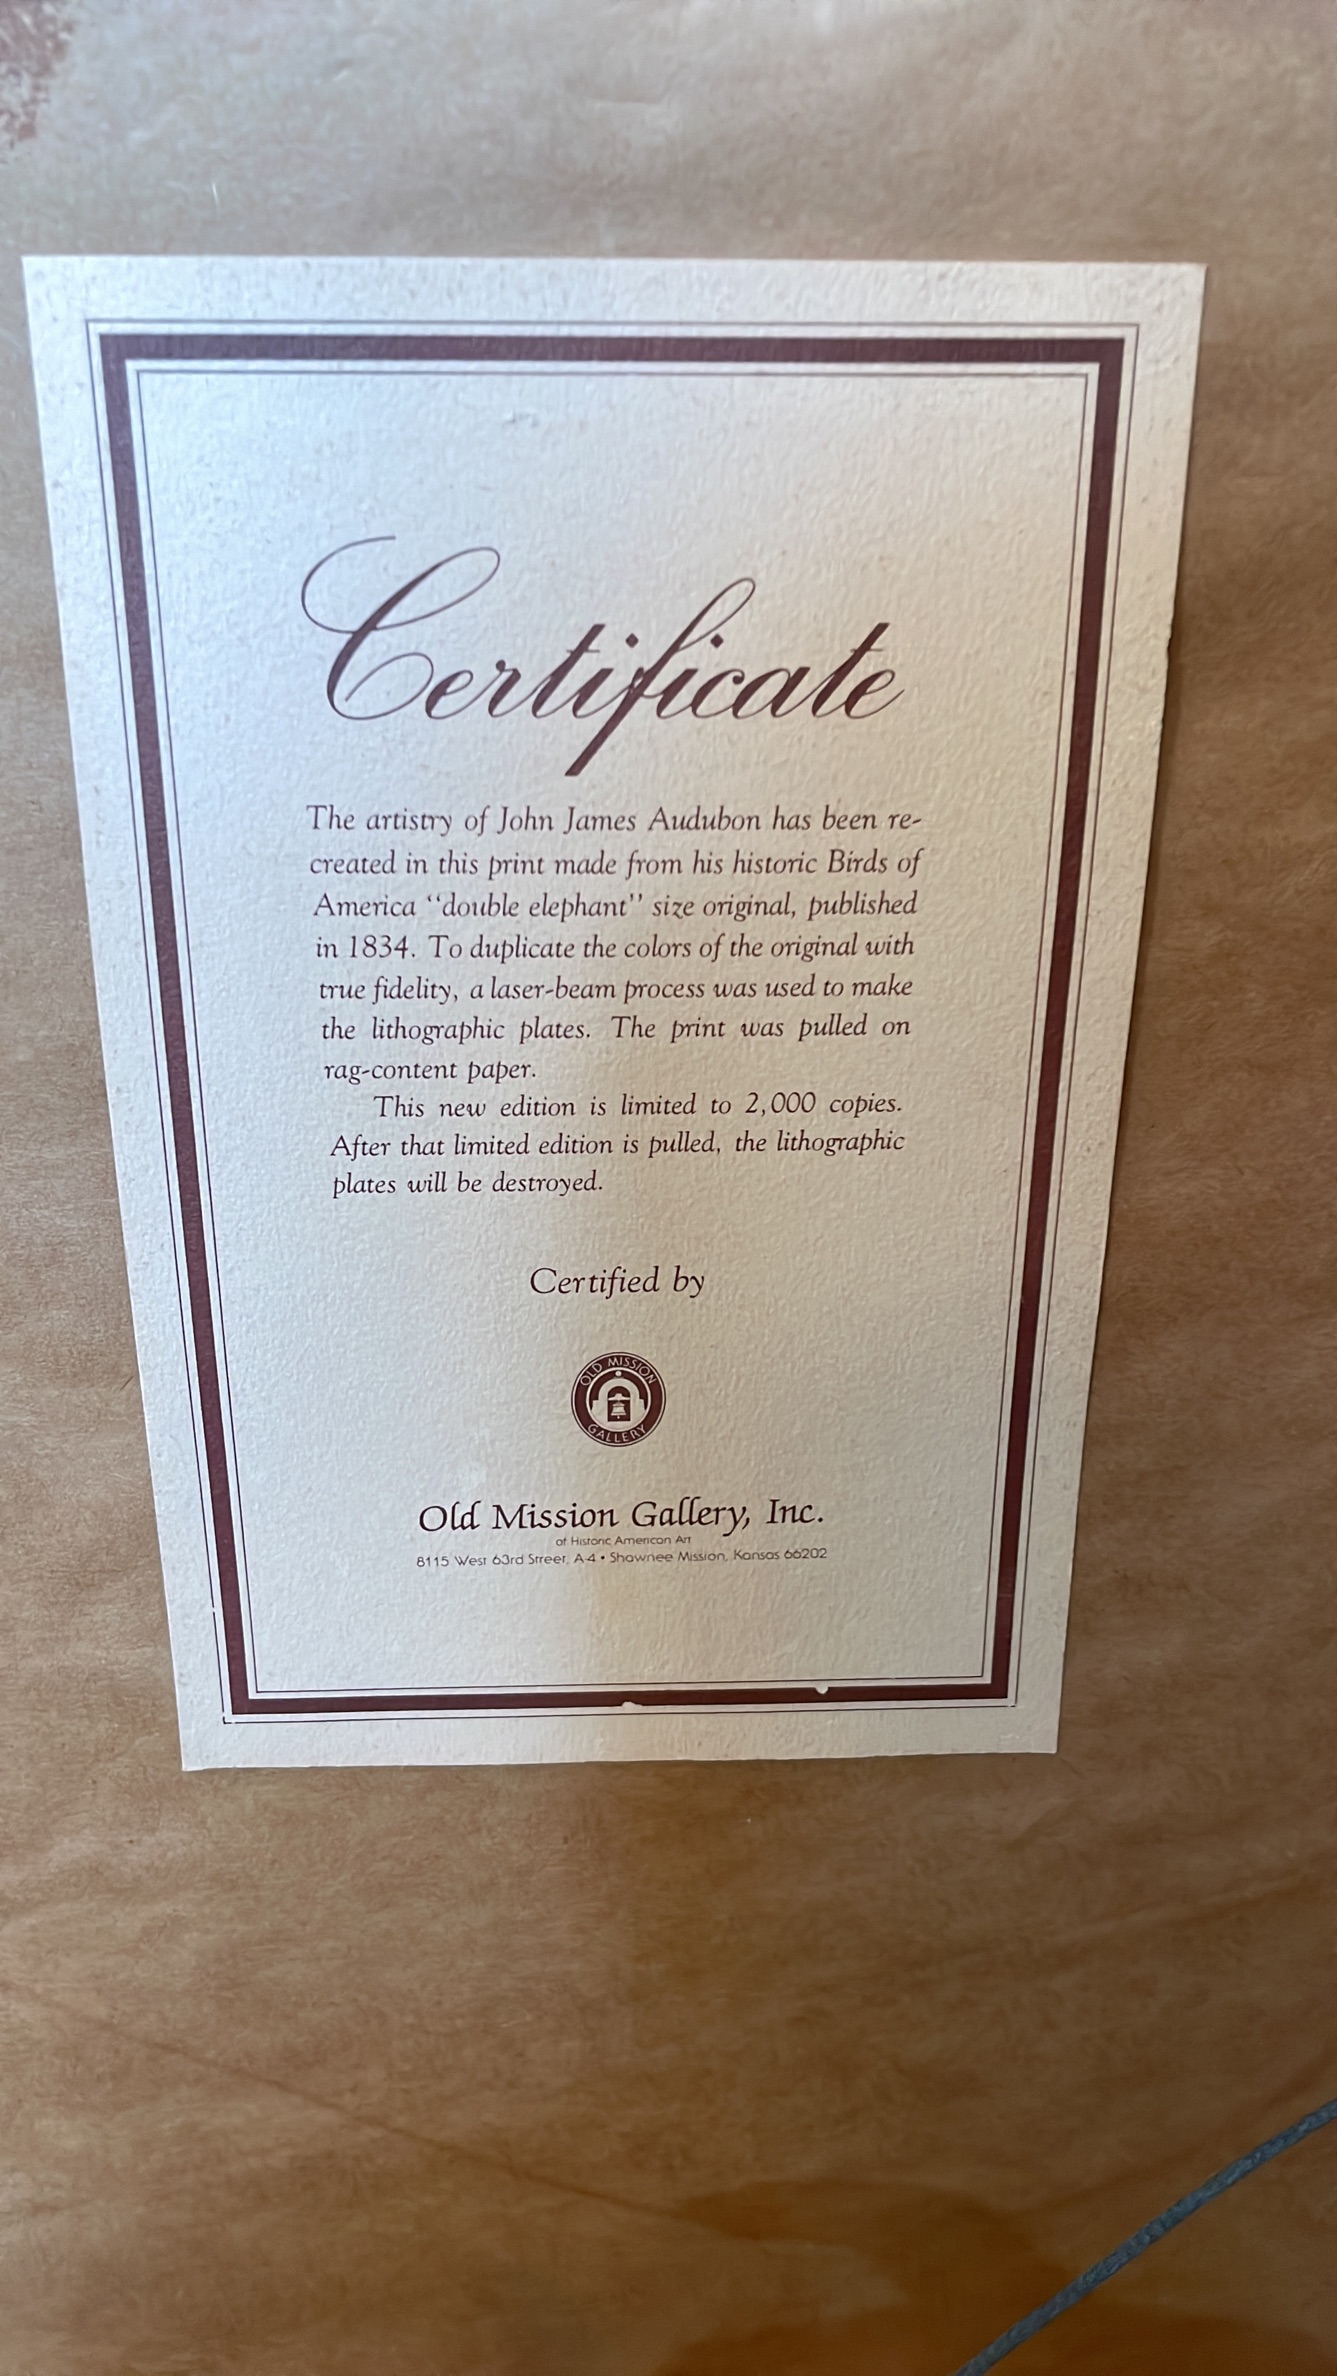 Certificate
The artistry of John James Audubon has been re-
created in this print made from his historic Birds of
America "double elephant" size original, published
in 1834. To duplicate the colors of the original with
true fidelity, a laser-beam process was used to make
the lithographic plates. The print was pulled on
rag-content paper.
This new edition is limited to 2,000 copies.
After that limited edition is pulled, the lithographic
plates will be destroyed.
Certified by
OLD MISSION
GALLERY
Old Mission Gallery, Inc.
of Historic American Art
8115 West 63rd Street, A-4 • Shawnee Mission, Kansas 66202